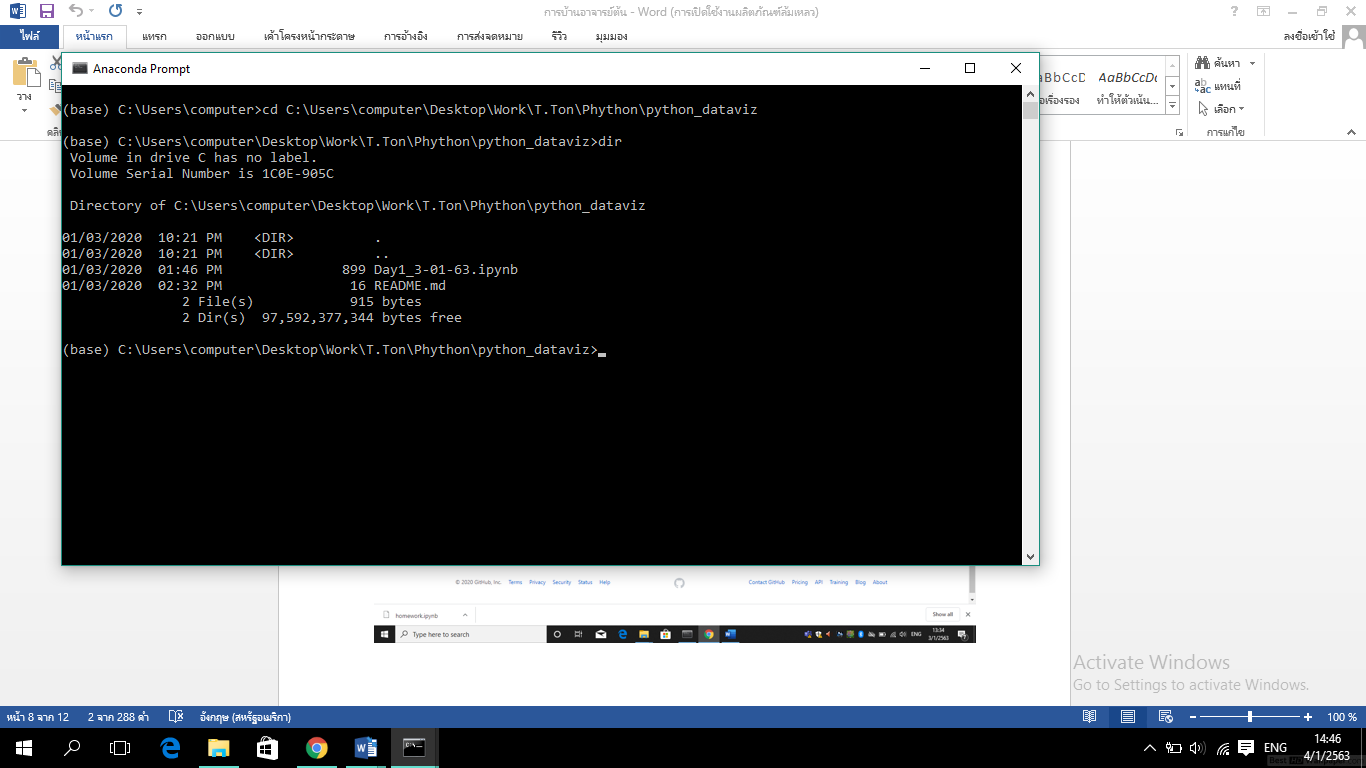 การบ้านอาจารย์ต้น - Word (การเปิดใช้งานผลิตภัณฑ์ล้มเหลว)
ไฟล์ หน้าแรก แทรก ออกแบบ เค้าโครงหน้ากระดาษ การอ้างอิง การส่งจดหมาย รีวิว มุมมอง ลงชื่อเข้าใช้
วาง
Anaconda Prompt
AaBbCcDc
ทำให้ตัวเน้น...
ค้นหา
แทนที่
เลือก
การแก้ไข
(base) C:\Users\computer>cd C:\Users\computer\Desktop\Work\T.Ton\Phython\python_dataviz
(base) C:\Users\computer\Desktop\Work\T.Ton\Phython\python_dataviz>dir
Volume in drive C has no label.
Volume Serial Number is 1C0E-905C
Directory of C:\Users\computer\Desktop\Work\T.Ton\Phython\python_dataviz
01/03/2020 10:21 PM <DIR> .
01/03/2020 10:21 PM <DIR> ..
01/03/2020 01:46 PM 899 Day1_3-01-63.ipynb
01/03/2020 02:32 PM 16 README.md
2 File(s) 915 bytes
2 Dir(s) 97,592,377,344 bytes free
(base) C:\Users\computer\Desktop\Work\T.Ton\Phython\python_dataviz>
© 2020 GitHub, Inc. Terms Privacy Security Status Help Contact GitHub Pricing API Training Blog About
homework.ipynb Show all
Type here to search ENG 13:34
3/1/2563
Activate Windows
Go to Settings to activate Windows.
หน้า 8 จาก 12 2 จาก 288 คำ อังกฤษ (สหรัฐอเมริกา) 100 %
ENG 14:46
4/1/2563